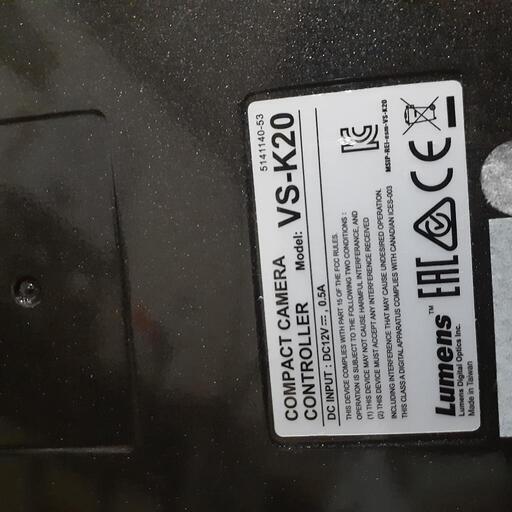 5141140-53
COMPACT CAMERA
CONTROLLER Model: VS-K20
DC INPUT : DC12V ⎓ , 0.5A
THIS DEVICE COMPLIES WITH PART 15 OF THE FCC RULES.
OPERATION IS SUBJECT TO THE FOLLOWING TWO CONDITIONS :
(1) THIS DEVICE MAY NOT CAUSE HARMFUL INTERFERENCE, AND
(2) THIS DEVICE MUST ACCEPT ANY INTERFERENCE RECEIVED
INCLUDING INTERFERENCE THAT MAY CAUSE UNDESIRED OPERATION.
THIS CLASS A DIGITAL APPARATUS COMPLIES WITH CANADIAN ICES-003
MSIP-REI-esm-VS-K20
Lumens™ EAC CE
Lumens Digital Optics Inc.
Made in Taiwan